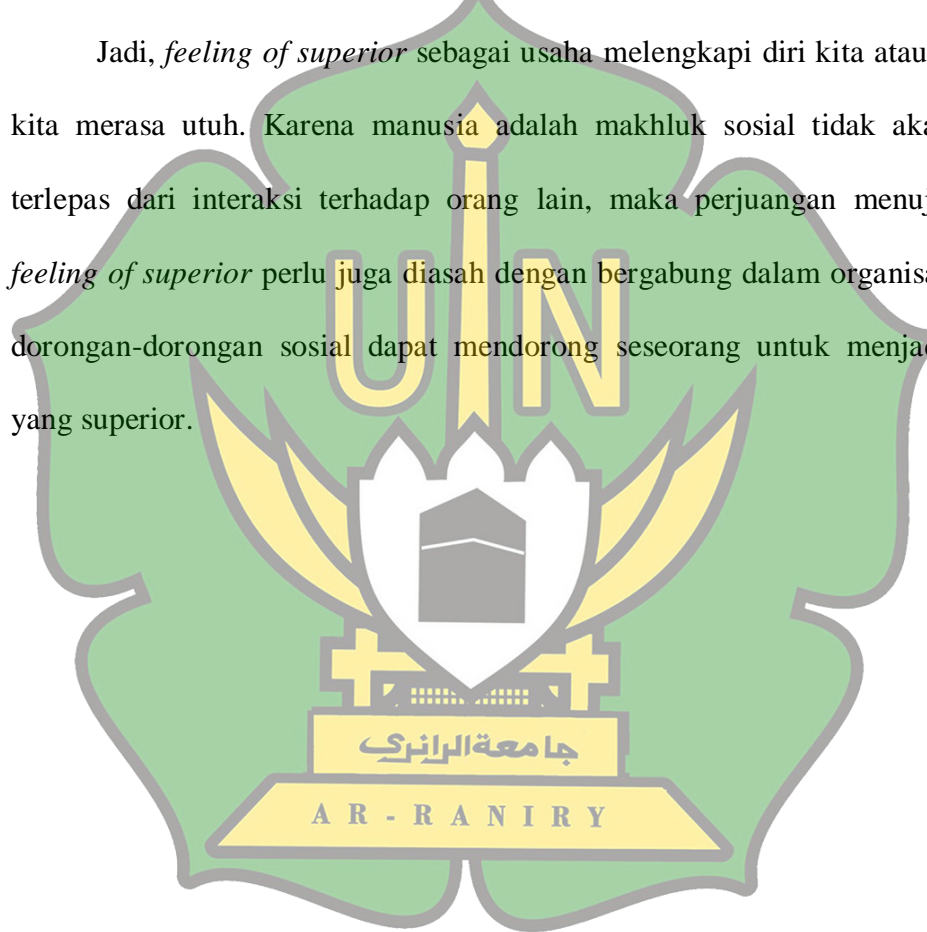 Jadi, feeling of superior sebagai usaha melengkapi diri kita atau
kita merasa utuh. Karena manusia adalah makhluk sosial tidak aka
terlepas dari interaksi terhadap orang lain, maka perjuangan menuj
feeling of superior perlu juga diasah dengan bergabung dalam organisa
dorongan-dorongan sosial dapat mendorong seseorang untuk menjad
yang superior.
UIN
جامعة الرانري
AR-RANIRY